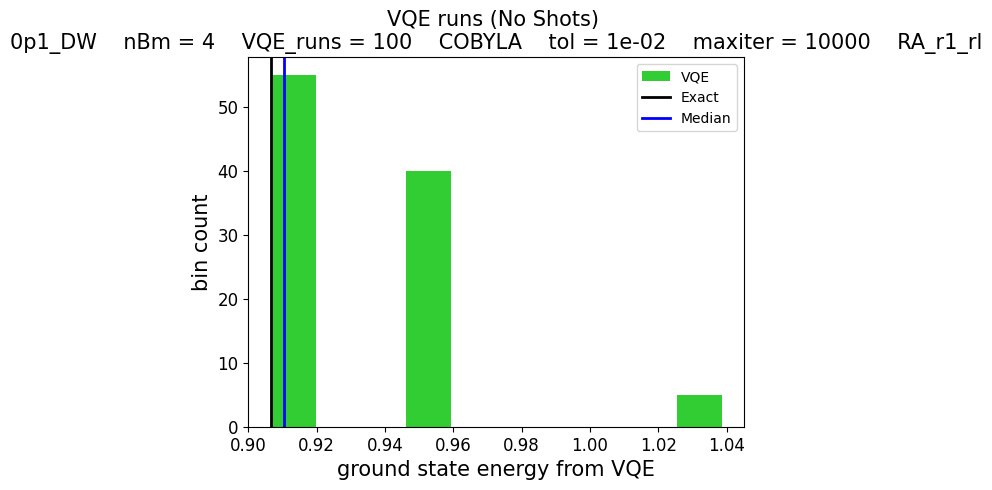 VQE runs (No Shots)
0p1_DW    nBm = 4    VQE_runs = 100    COBYLA    tol = 1e-02    maxiter = 10000    RA_r1_rl
VQE
Exact
Median
50
40
30
20
10
0
bin count
0.90 0.92 0.94 0.96 0.98 1.00 1.02 1.04
ground state energy from VQE